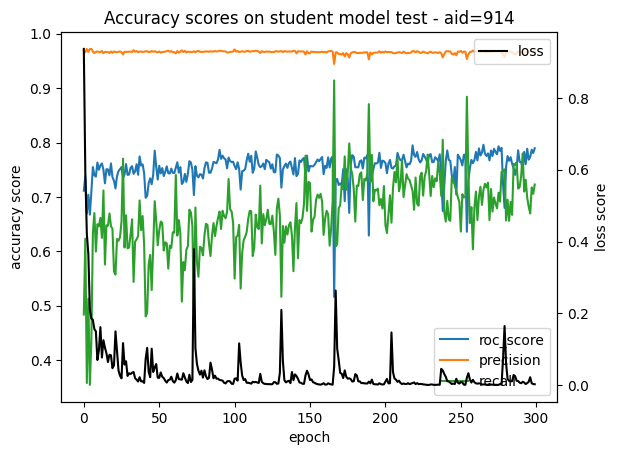 Accuracy scores on student model test - aid=914
1.0
0.9
0.8
0.7
0.6
0.5
0.4
accuracy score
0
50
100
150
200
250
300
epoch
0.8
0.6
0.4
0.2
0.0
loss score
loss
roc_score
precision
recall